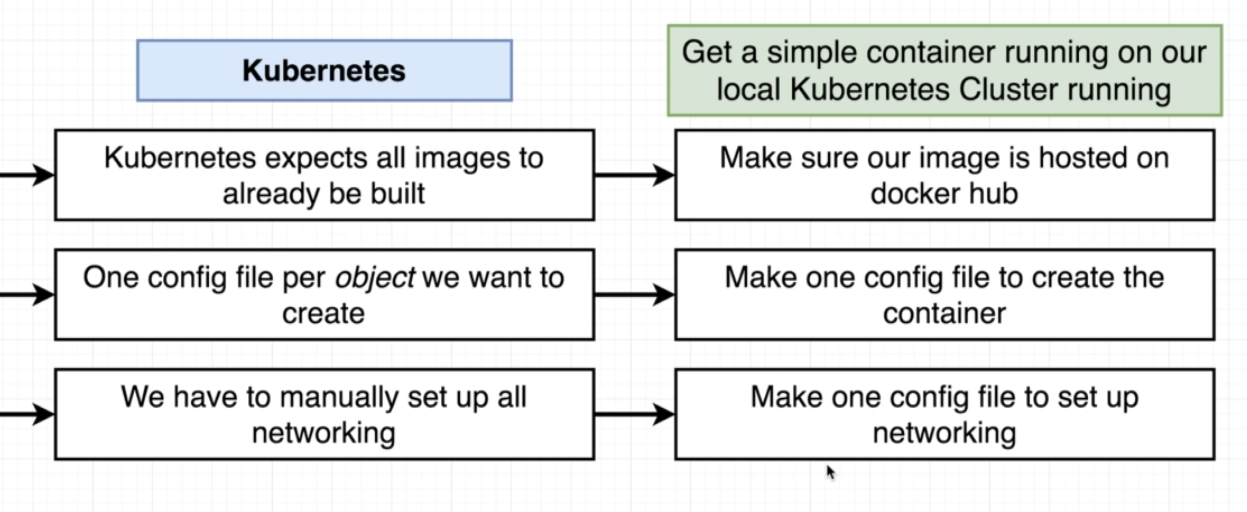 Kubernetes
Get a simple container running on our
local Kubernetes Cluster running
Kubernetes expects all images to
already be built
Make sure our image is hosted on
docker hub
One config file per object we want to
create
Make one config file to create the
container
We have to manually set up all
networking
Make one config file to set up
networking